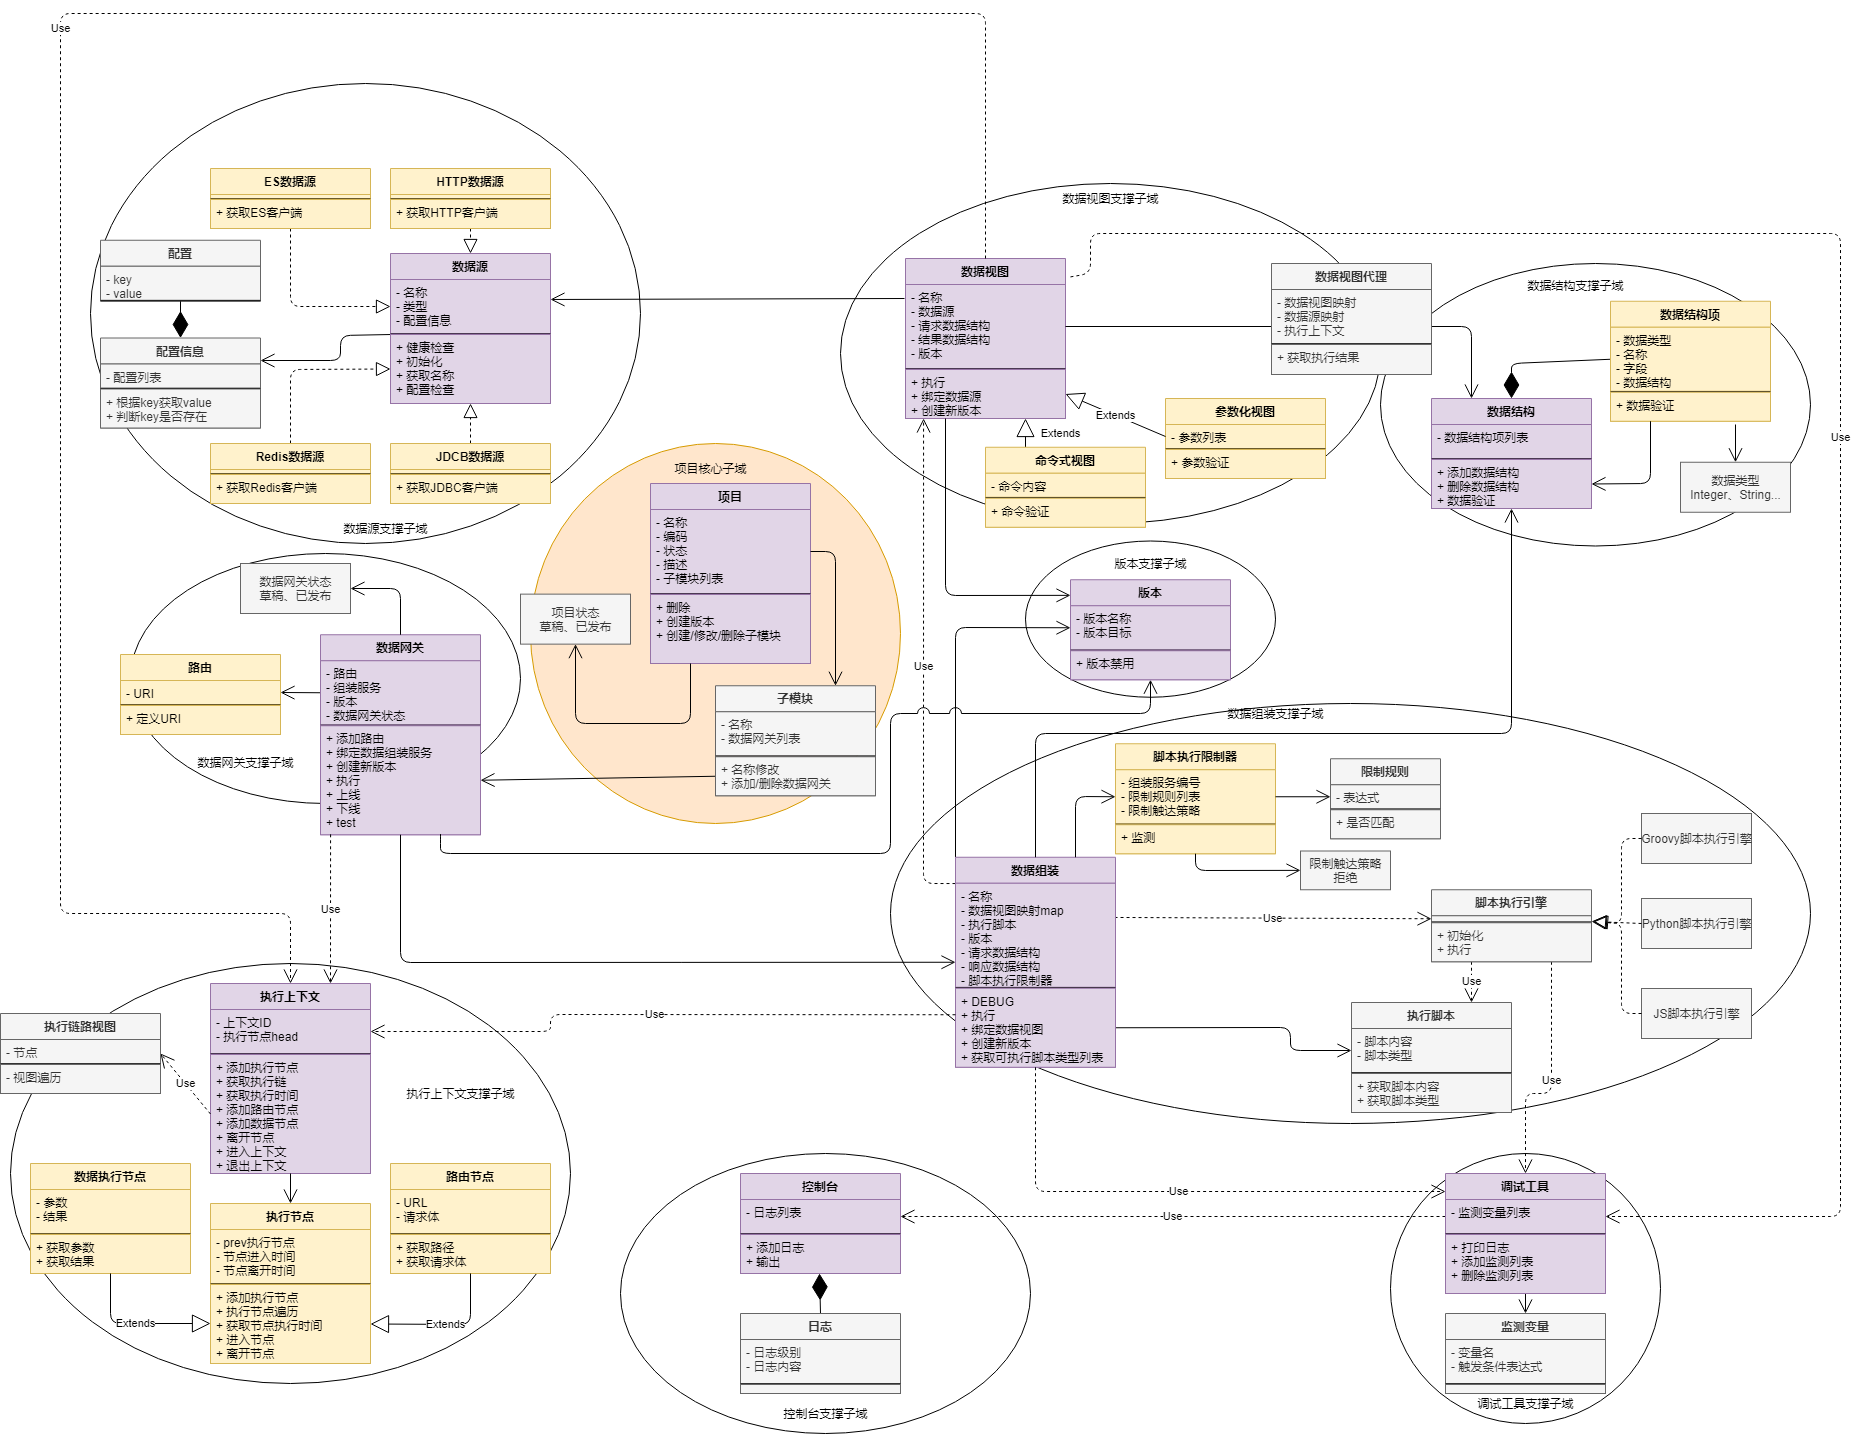 Use
ES数据源
+ 获取ES客户端
HTTP数据源
+ 获取HTTP客户端
配置
- key
- value
数据源
- 名称
- 类型
- 配置信息
+ 健康检查
+ 初始化
+ 获取名称
+ 配置检查
配置信息
- 配置列表
+ 根据key获取value
+ 判断key是否存在
Redis数据源
+ 获取Redis客户端
JDCB数据源
+ 获取JDBC客户端
数据源支撑子域
数据视图支撑子域
数据视图
- 名称
- 数据源
- 请求数据结构
- 结果数据结构
- 版本
+ 执行
+ 绑定数据源
+ 创建新版本
数据视图代理
- 数据视图映射
- 数据源映射
- 执行上下文
+ 获取执行结果
Extends
Extends
参数化视图
- 参数列表
+ 参数验证
命令式视图
- 命令内容
+ 命令验证
数据结构支撑子域
数据结构项
- 数据类型
- 名称
- 字段
- 数据结构
+ 数据验证
数据结构
- 数据结构项列表
+ 添加数据结构
+ 删除数据结构
+ 数据验证
数据类型
Integer、String...
Use
项目核心子域
项目
- 名称
- 编码
- 状态
- 描述
- 子模块列表
+ 删除
+ 创建版本
+ 创建/修改/删除子模块
项目状态
草稿、已发布
子模块
- 名称
- 数据网关列表
+ 名称修改
+ 添加/删除数据网关
数据网关状态
草稿、已发布
数据网关
- 路由
- 组装服务
- 版本
- 数据网关状态
+ 添加路由
+ 绑定数据组装服务
+ 创建新版本
+ 执行
+ 上线
+ 下线
+ test
路由
- URI
+ 定义URI
数据网关支撑子域
版本支撑子域
版本
- 版本名称
- 版本目标
+ 版本禁用
Use
数据组装支撑子域
脚本执行限制器
- 组装服务编号
- 限制规则列表
- 限制触达策略
+ 监测
限制规则
- 表达式
+ 是否匹配
限制触达策略
拒绝
数据组装
- 名称
- 数据视图映射map
- 执行脚本
- 版本
- 请求数据结构
- 响应数据结构
- 脚本执行限制器
+ DEBUG
+ 执行
+ 绑定数据视图
+ 创建新版本
+ 获取可执行脚本类型列表
Use
脚本执行引擎
+ 初始化
+ 执行
Groovy脚本执行引擎
Python脚本执行引擎
JS脚本执行引擎
Use
执行脚本
- 脚本内容
- 脚本类型
+ 获取脚本内容
+ 获取脚本类型
Use
Use
Use
执行上下文
- 上下文ID
- 执行节点head
+ 添加执行节点
+ 获取执行链
+ 获取执行时间
+ 添加路由节点
+ 添加数据节点
+ 离开节点
+ 进入上下文
+ 退出上下文
执行链路视图
- 节点
- 视图遍历
Use
执行上下文支撑子域
数据执行节点
- 参数
- 结果
+ 获取参数
+ 获取结果
路由节点
- URL
- 请求体
+ 获取路径
+ 获取请求体
执行节点
- prev执行节点
- 节点进入时间
- 节点离开时间
+ 添加执行节点
+ 执行节点遍历
+ 获取节点执行时间
+ 进入节点
+ 离开节点
Extends
Extends
控制台
- 日志列表
+ 添加日志
+ 输出
日志
- 日志级别
- 日志内容
控制台支撑子域
Use
Use
调试工具
- 监测变量列表
+ 打印日志
+ 添加监测列表
+ 删除监测列表
监测变量
- 变量名
- 触发条件表达式
调试工具支撑子域